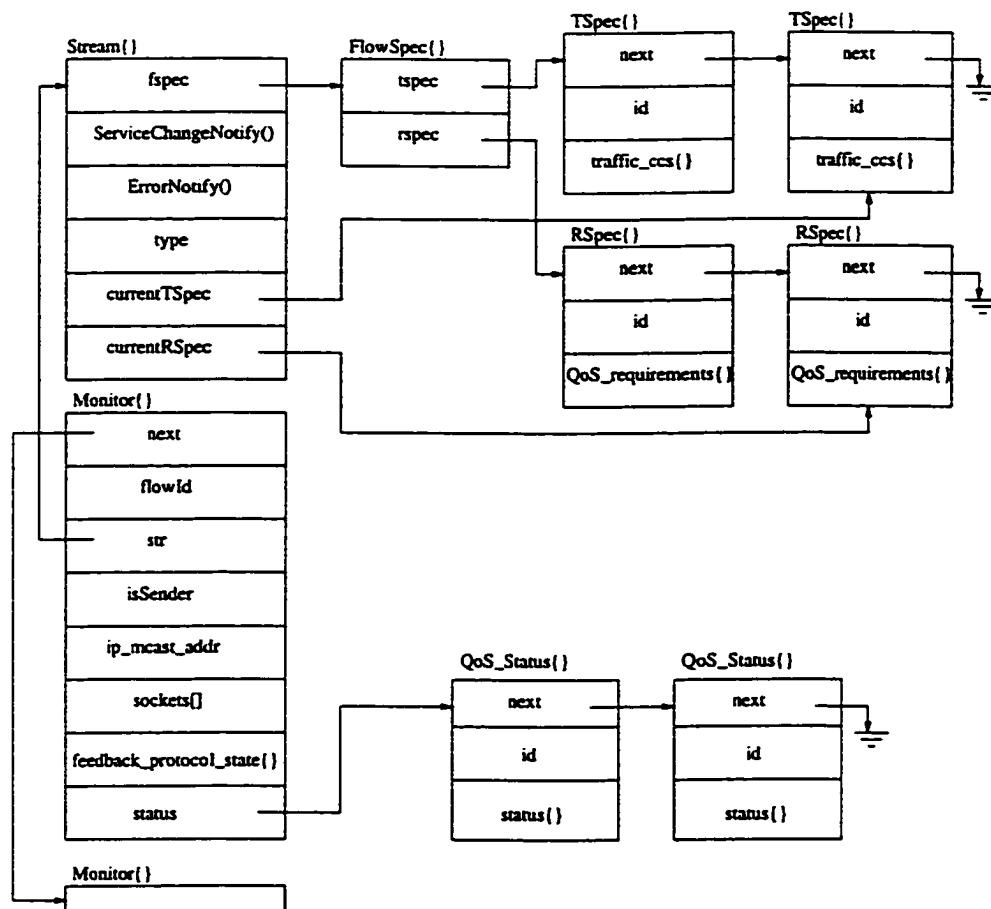 Stream{}
fspec
ServiceChangeNotify()
ErrorNotify()
type
currentTSpec
currentRSpec
FlowSpec{}
tspec
rspec
TSpec{}
next
id
traffic_ccs{}
TSpec{}
next
id
traffic_ccs{}
RSpec{}
next
id
QoS_requirements{}
RSpec{}
next
id
QoS_requirements{}
Monitor{}
next
flowId
str
isSender
ip_mcast_addr
sockets[]
feedback_protocol_state{}
status
QoS_Status{}
next
id
status{}
QoS_Status{}
next
id
status{}
Monitor{}